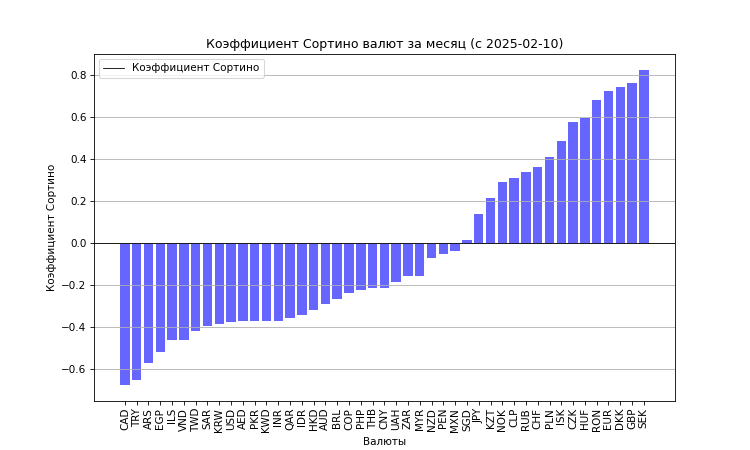 Коэффициент Сортино валют за месяц (с 2025-02-10)
Коэффициент Сортино
Коэффициент Сортино
0.8
0.6
0.4
0.2
0.0
−0.2
−0.4
−0.6
CAD TRY ARS EGP ILS VND TWD SAR KRW USD AED PKR KWD INR QAR IDR HKD AUD BRL COP PHP THB CNY UAH ZAR MYR NZD PEN MXN SGD JPY KZT NOK CLP RUB CHF PLN ISK CZK HUF RON EUR DKK GBP SEK
Валюты